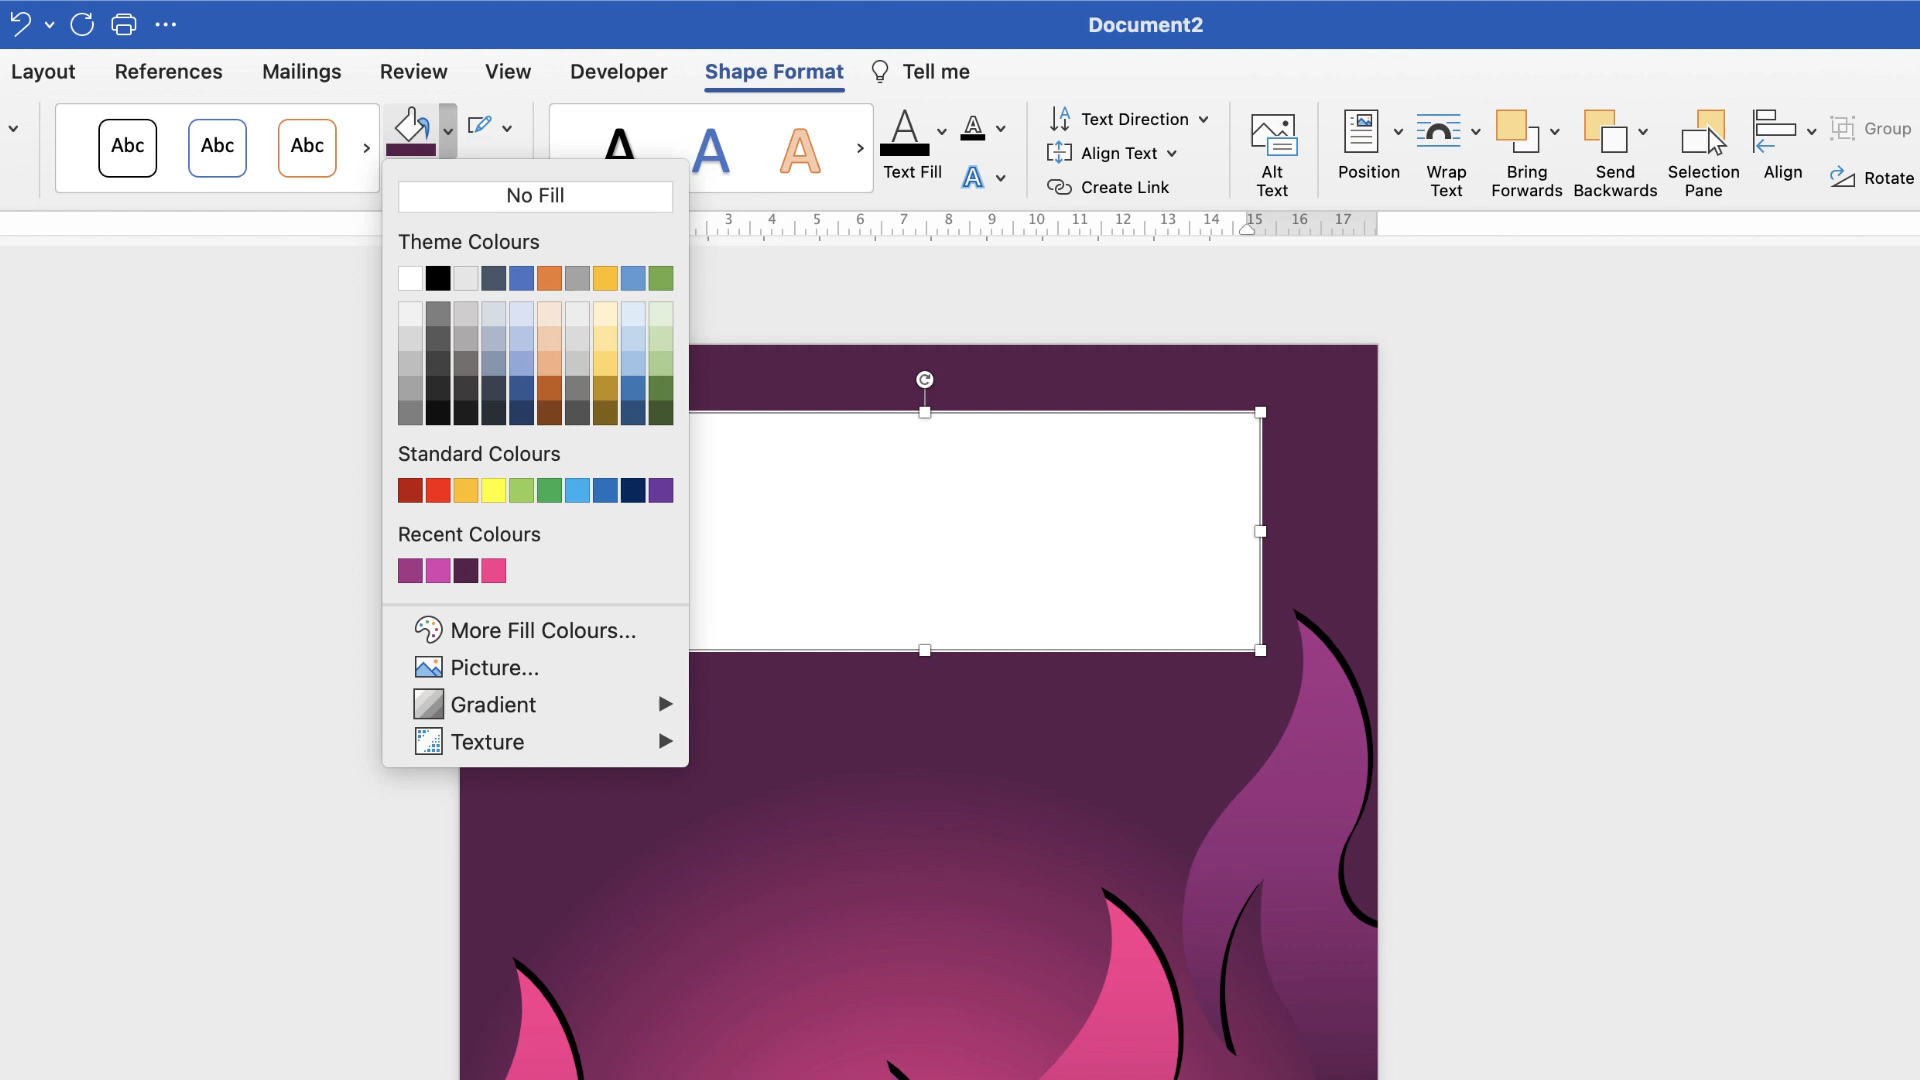 Document2
Layout References Mailings Review View Developer Shape Format Tell me
Abc Abc Abc
A A A
Text Fill
Text Direction
Align Text
Create Link
Alt Text
Position
Wrap Text
Bring Forwards
Send Backwards
Selection Pane
Align
Group
Rotate
3 4 5 6 7 8 9 10 11 12 13 14 15 16 17
No Fill
Theme Colours
Standard Colours
Recent Colours
More Fill Colours...
Picture...
Gradient
Texture